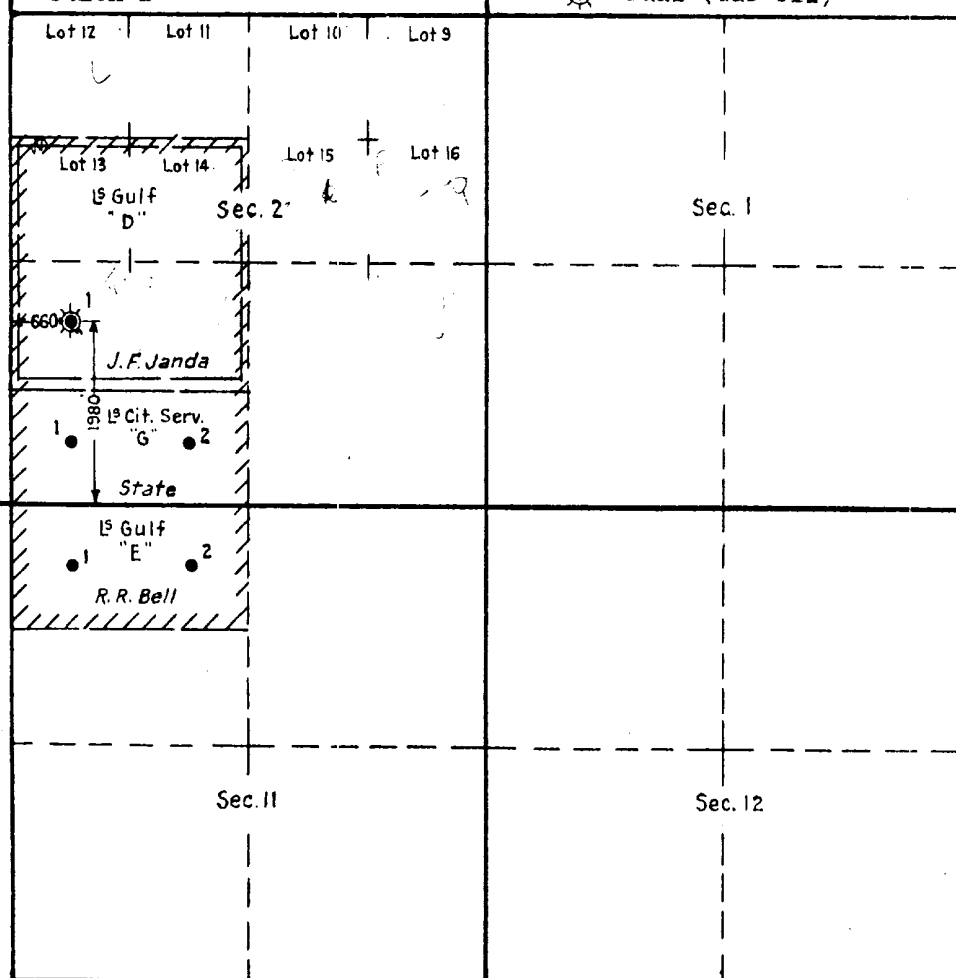 Lot 12 Lot 11 Lot 10 Lot 9
Lot 13 Lot 14 Lot 15 Lot 16
Ls Gulf
"D"
Sec. 2
Sec. 1
1
660
J.F. Janda
1980
Ls Cit. Serv.
"G"
1 2
State
Ls Gulf
"E"
1 2
R.R. Bell
Sec. 11
Sec. 12